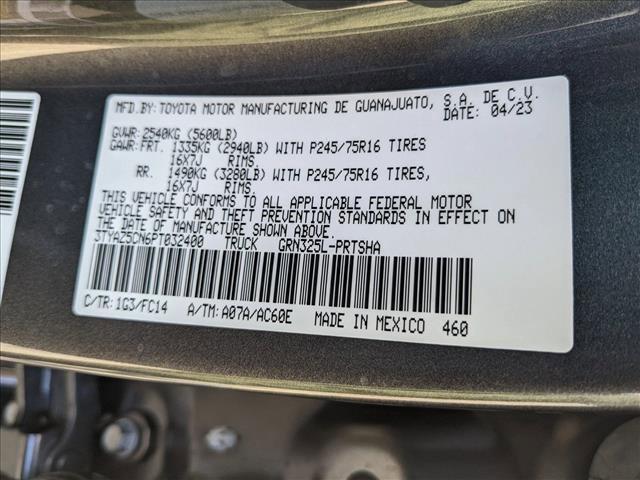 MFD.BY:TOYOTA MOTOR MANUFACTURING DE GUANAJUATO, S.A. DE C.V.
DATE: 04/23
GVWR:2540KG (5600LB)
GAWR:FRT. 1335KG (2940LB) WITH P245/75R16 TIRES
16X7J RIMS.
RR. 1490KG (3280LB) WITH P245/75R16 TIRES,
16X7J RIMS.
THIS VEHICLE CONFORMS TO ALL APPLICABLE FEDERAL MOTOR
VEHICLE SAFETY AND THEFT PREVENTION STANDARDS IN EFFECT ON
THE DATE OF MANUFACTURE SHOWN ABOVE.
3TYAZ5CN6PT032400 TRUCK GRN325L-PRTSHA
C/TR:1G3/FC14 A/TM:A07A/AC60E MADE IN MEXICO 460